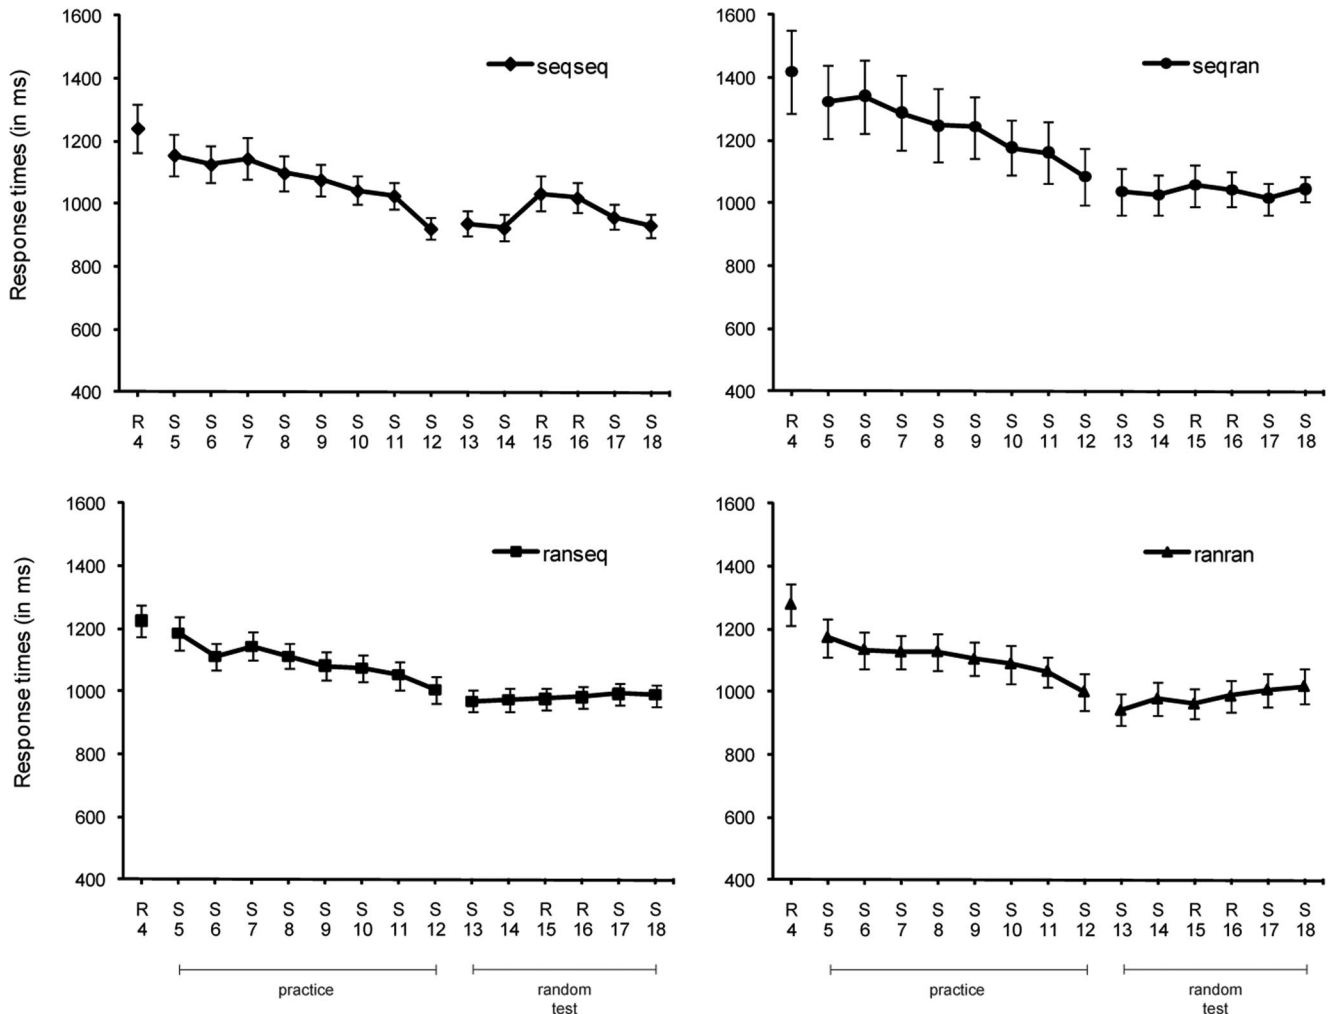 Response times (in ms)
1600
1400
1200
1000
800
600
400
seqseq
R S S S S S S S S S S R R S S
4 5 6 7 8 9 10 11 12 13 14 15 16 17 18
1600
1400
1200
1000
800
600
400
seqran
R S S S S S S S S S S R R S S
4 5 6 7 8 9 10 11 12 13 14 15 16 17 18
Response times (in ms)
1600
1400
1200
1000
800
600
400
ranseq
R S S S S S S S S S S R R S S
4 5 6 7 8 9 10 11 12 13 14 15 16 17 18
practice
random
test
1600
1400
1200
1000
800
600
400
ranran
R S S S S S S S S S S R R S S
4 5 6 7 8 9 10 11 12 13 14 15 16 17 18
practice
random
test